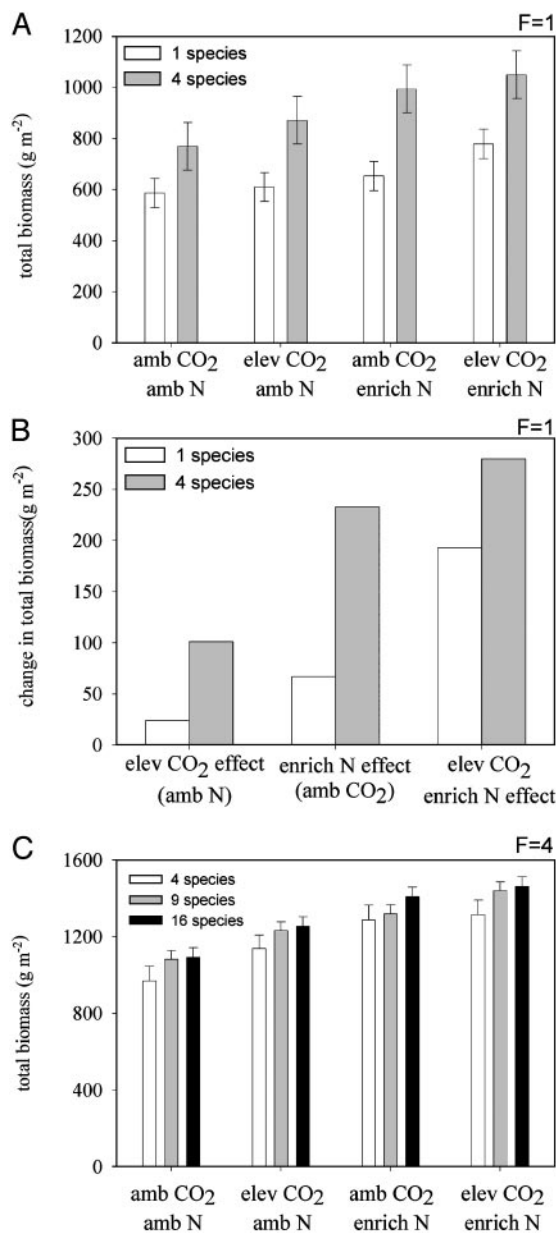 A
F=1
1200
1000
800
600
400
200
0
total biomass (g m⁻²)
1 species
4 species
amb CO₂
amb N
elev CO₂
amb N
amb CO₂
enrich N
elev CO₂
enrich N
B
F=1
300
250
200
150
100
50
0
change in total biomass(g m⁻²)
1 species
4 species
elev CO₂ effect
(amb N)
enrich N effect
(amb CO₂)
elev CO₂
enrich N effect
C
F=4
1600
1200
800
400
0
total biomass (g m⁻²)
4 species
9 species
16 species
amb CO₂
amb N
elev CO₂
amb N
amb CO₂
enrich N
elev CO₂
enrich N